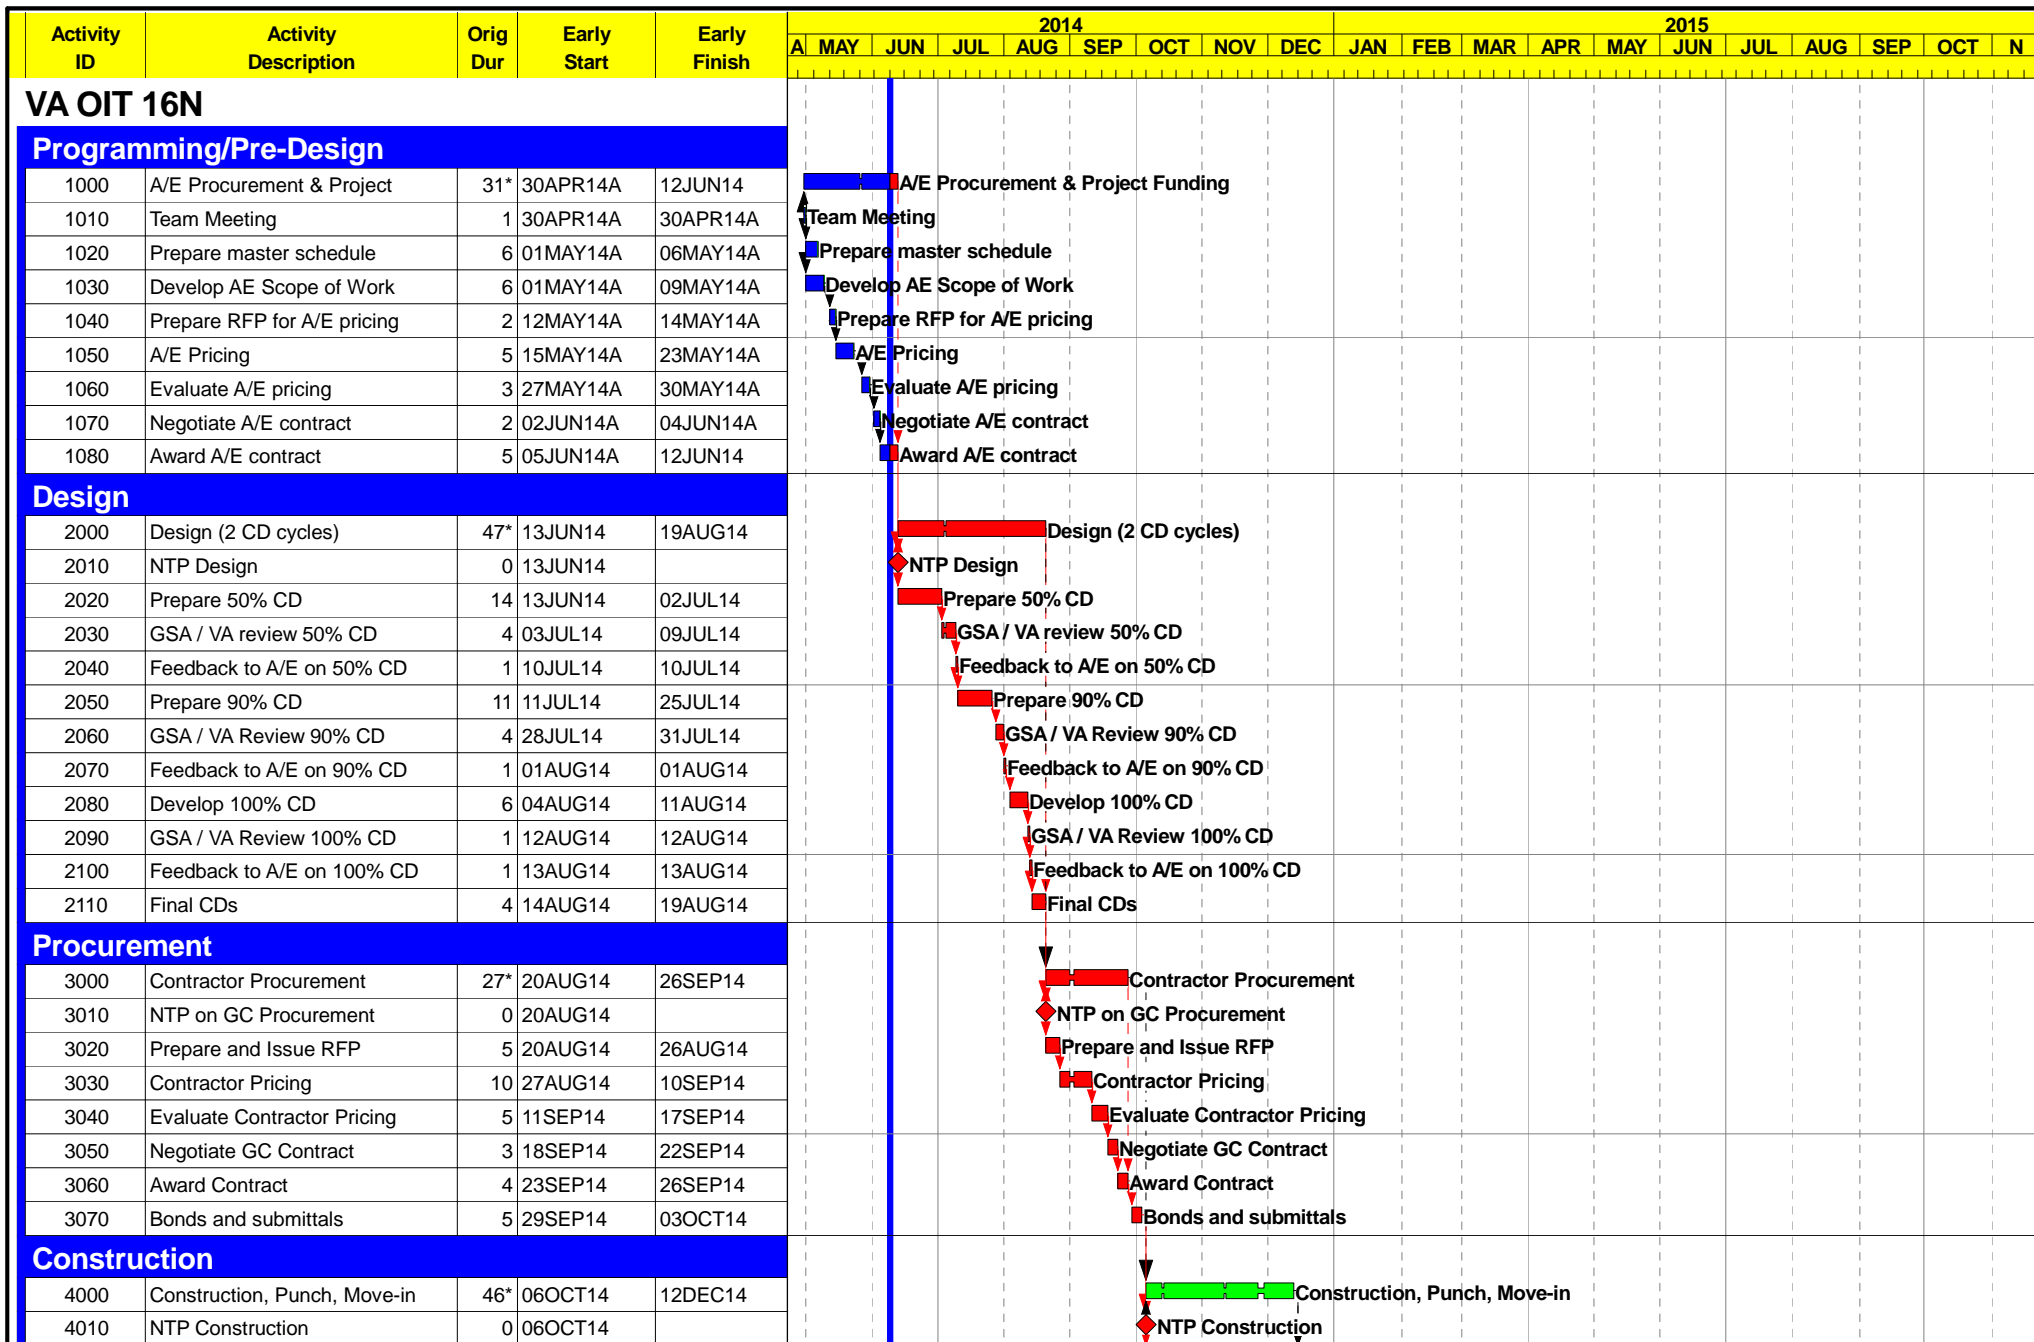 Activity ID Activity Description Orig Dur Early Start Early Finish 2014 2015
A MAY JUN JUL AUG SEP OCT NOV DEC JAN FEB MAR APR MAY JUN JUL AUG SEP OCT N
VA OIT 16N
Programming/Pre-Design
1000 A/E Procurement & Project 31* 30APR14A 12JUN14 A/E Procurement & Project Funding
1010 Team Meeting 1 30APR14A 30APR14A Team Meeting
1020 Prepare master schedule 6 01MAY14A 06MAY14A Prepare master schedule
1030 Develop AE Scope of Work 6 01MAY14A 09MAY14A Develop AE Scope of Work
1040 Prepare RFP for A/E pricing 2 12MAY14A 14MAY14A Prepare RFP for A/E pricing
1050 A/E Pricing 5 15MAY14A 23MAY14A A/E Pricing
1060 Evaluate A/E pricing 3 27MAY14A 30MAY14A Evaluate A/E pricing
1070 Negotiate A/E contract 2 02JUN14A 04JUN14A Negotiate A/E contract
1080 Award A/E contract 5 05JUN14A 12JUN14 Award A/E contract
Design
2000 Design (2 CD cycles) 47* 13JUN14 19AUG14 Design (2 CD cycles)
2010 NTP Design 0 13JUN14 NTP Design
2020 Prepare 50% CD 14 13JUN14 02JUL14 Prepare 50% CD
2030 GSA / VA review 50% CD 4 03JUL14 09JUL14 GSA / VA review 50% CD
2040 Feedback to A/E on 50% CD 1 10JUL14 10JUL14 Feedback to A/E on 50% CD
2050 Prepare 90% CD 11 11JUL14 25JUL14 Prepare 90% CD
2060 GSA / VA Review 90% CD 4 28JUL14 31JUL14 GSA / VA Review 90% CD
2070 Feedback to A/E on 90% CD 1 01AUG14 01AUG14 Feedback to A/E on 90% CD
2080 Develop 100% CD 6 04AUG14 11AUG14 Develop 100% CD
2090 GSA / VA Review 100% CD 1 12AUG14 12AUG14 GSA / VA Review 100% CD
2100 Feedback to A/E on 100% CD 1 13AUG14 13AUG14 Feedback to A/E on 100% CD
2110 Final CDs 4 14AUG14 19AUG14 Final CDs
Procurement
3000 Contractor Procurement 27* 20AUG14 26SEP14 Contractor Procurement
3010 NTP on GC Procurement 0 20AUG14 NTP on GC Procurement
3020 Prepare and Issue RFP 5 20AUG14 26AUG14 Prepare and Issue RFP
3030 Contractor Pricing 10 27AUG14 10SEP14 Contractor Pricing
3040 Evaluate Contractor Pricing 5 11SEP14 17SEP14 Evaluate Contractor Pricing
3050 Negotiate GC Contract 3 18SEP14 22SEP14 Negotiate GC Contract
3060 Award Contract 4 23SEP14 26SEP14 Award Contract
3070 Bonds and submittals 5 29SEP14 03OCT14 Bonds and submittals
Construction
4000 Construction, Punch, Move-in 46* 06OCT14 12DEC14 Construction, Punch, Move-in
4010 NTP Construction 0 06OCT14 NTP Construction